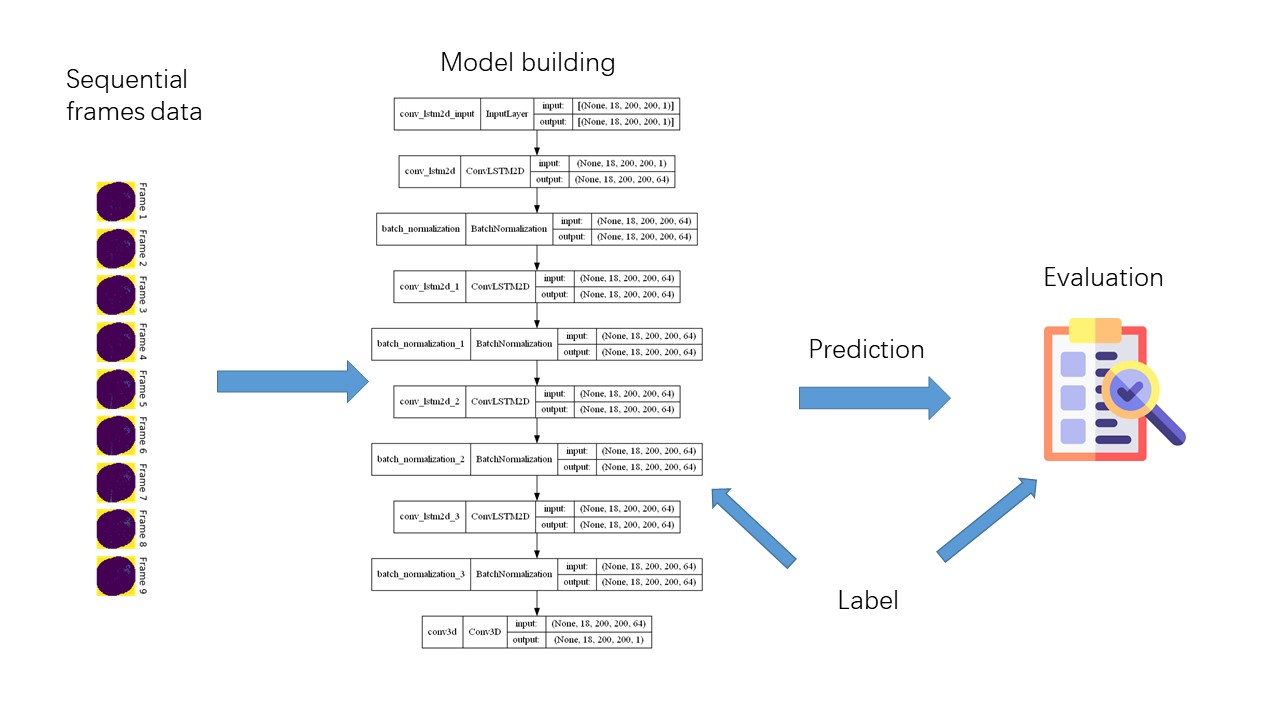 Sequential
frames data
Frame 1
Frame 2
Frame 3
Frame 4
Frame 5
Frame 6
Frame 7
Frame 8
Frame 9
Model building
conv_lstm2d_input InputLayer input: [(None, 18, 200, 200, 1)]
output: [(None, 18, 200, 200, 1)]
conv_lstm2d ConvLSTM2D input: (None, 18, 200, 200, 1)
output: (None, 18, 200, 200, 64)
batch_normalization BatchNormalization input: (None, 18, 200, 200, 64)
output: (None, 18, 200, 200, 64)
conv_lstm2d_1 ConvLSTM2D input: (None, 18, 200, 200, 64)
output: (None, 18, 200, 200, 64)
batch_normalization_1 BatchNormalization input: (None, 18, 200, 200, 64)
output: (None, 18, 200, 200, 64)
conv_lstm2d_2 ConvLSTM2D input: (None, 18, 200, 200, 64)
output: (None, 18, 200, 200, 64)
batch_normalization_2 BatchNormalization input: (None, 18, 200, 200, 64)
output: (None, 18, 200, 200, 64)
conv_lstm2d_3 ConvLSTM2D input: (None, 18, 200, 200, 64)
output: (None, 18, 200, 200, 64)
batch_normalization_3 BatchNormalization input: (None, 18, 200, 200, 64)
output: (None, 18, 200, 200, 64)
conv3d Conv3D input: (None, 18, 200, 200, 64)
output: (None, 18, 200, 200, 1)
Prediction
Label
Evaluation